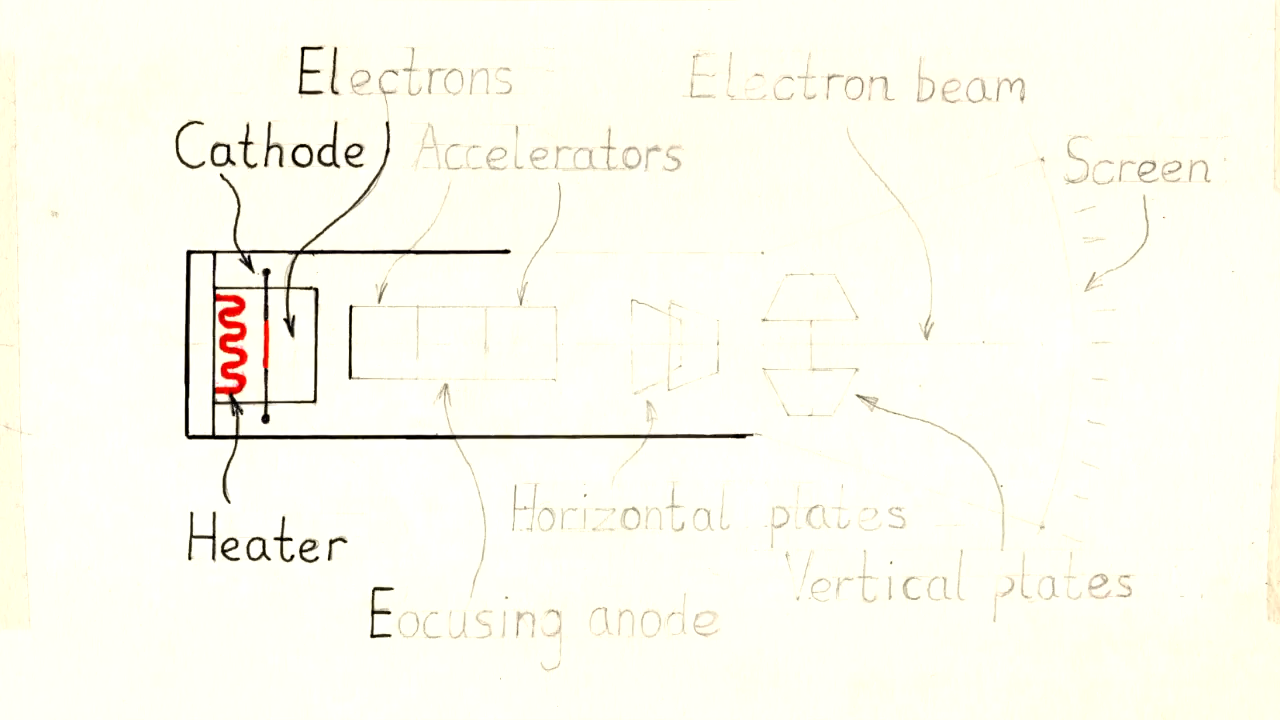 Electrons
Electron beam
Cathode
Accelerators
Screen
Horizontal plates
Heater
Vertical plates
Eocusing anode